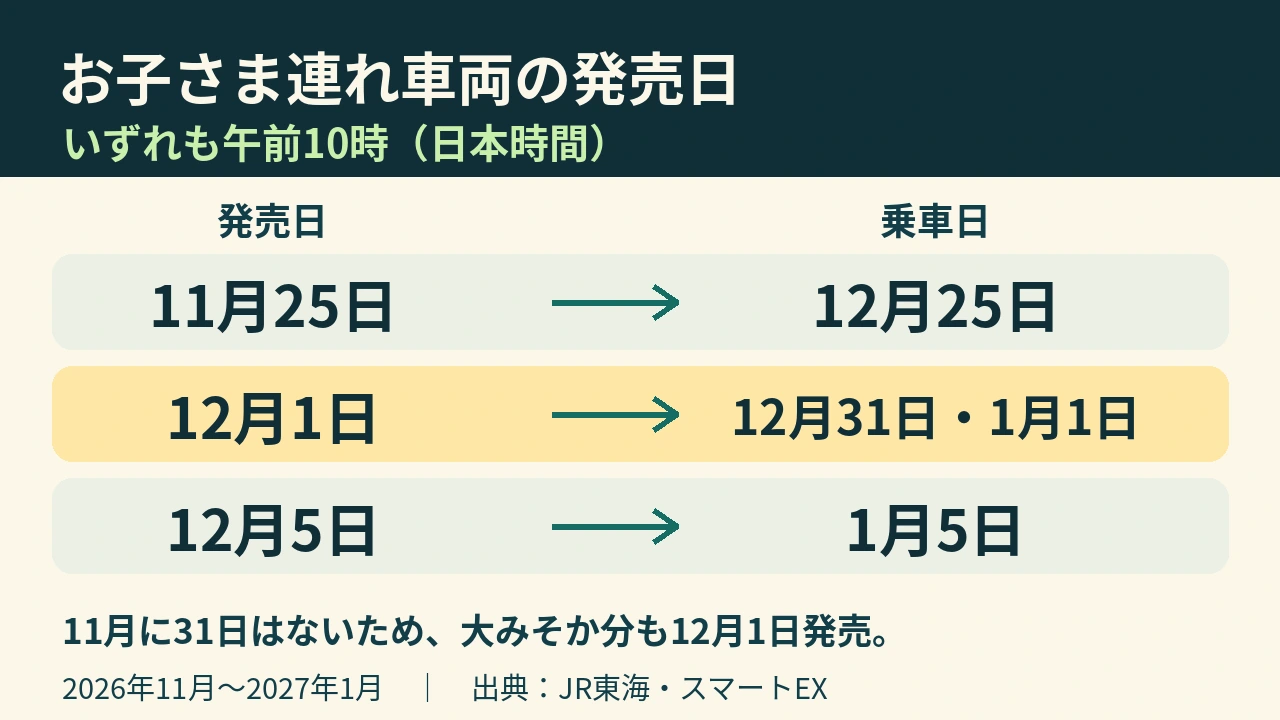 お子さま連れ車両の発売日
いずれも午前10時（日本時間）
発売日 乗車日
11月25日 → 12月25日
12月1日 → 12月31日・1月1日
12月5日 → 1月5日
11月に31日はないため、大みそか分も12月1日発売。
2026年11月〜2027年1月 ｜ 出典：JR東海・スマートEX